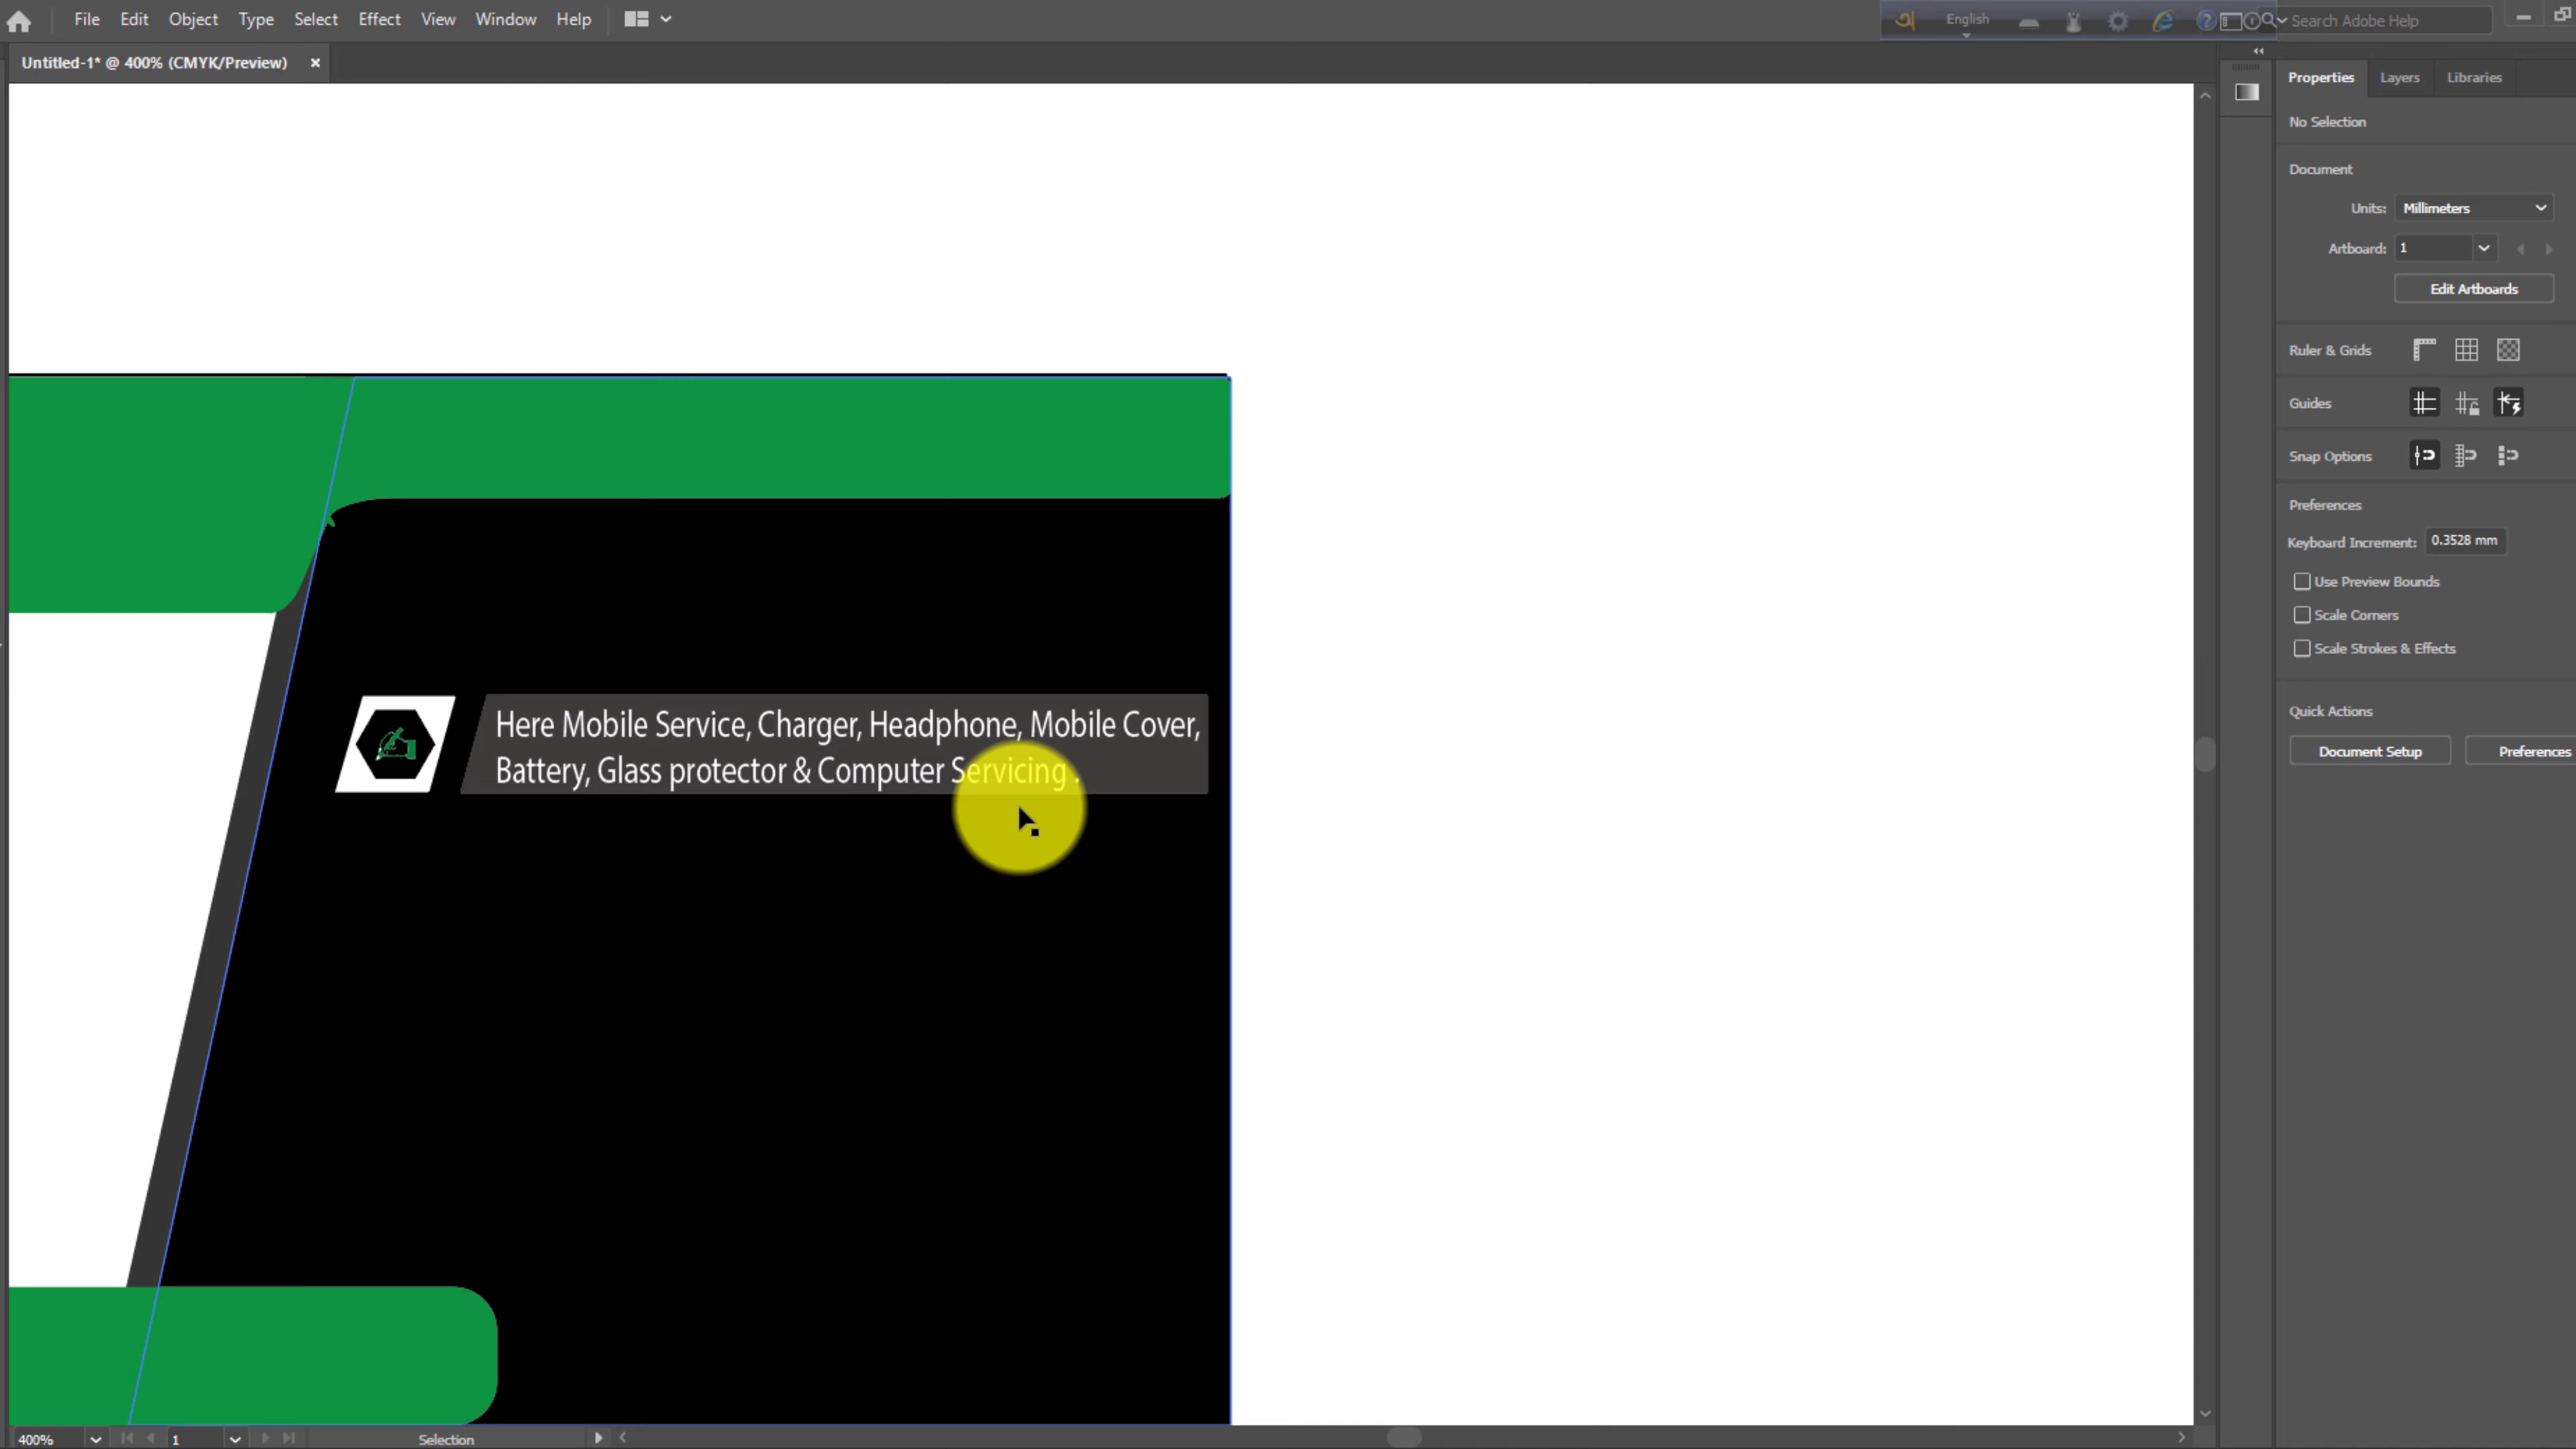 File Edit Object Type Select Effect View Window Help
English
Search Adobe Help
Untitled-1* @ 400% (CMYK/Preview) ×
Properties Layers Libraries
No Selection
Document
Units: Millimeters
Artboard: 1
Edit Artboards
Ruler & Grids
Guides
Snap Options
Preferences
Keyboard Increment: 0.3528 mm
Use Preview Bounds
Scale Corners
Scale Strokes & Effects
Quick Actions
Document Setup Preferences
Here Mobile Service, Charger, Headphone, Mobile Cover,
Battery, Glass protector & Computer Servicing .
400% 1 Selection